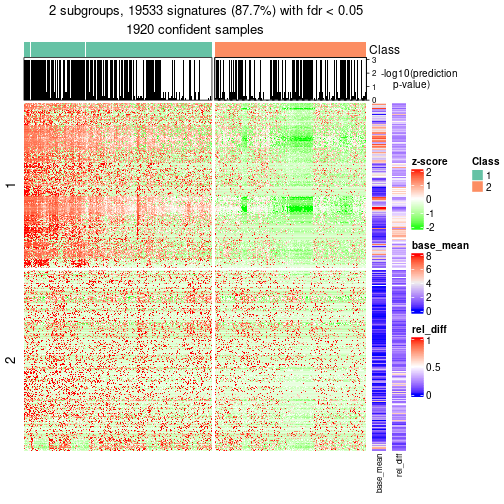 2 subgroups, 19533 signatures (87.7%) with fdr < 0.05
1920 confident samples
Class
3
2
1
0
-log10(prediction
p-value)
1
2
z-score
2
1
0
-1
-2
Class
1
2
base_mean
8
6
4
2
0
rel_diff
1
0.5
0
base_mean
rel_diff